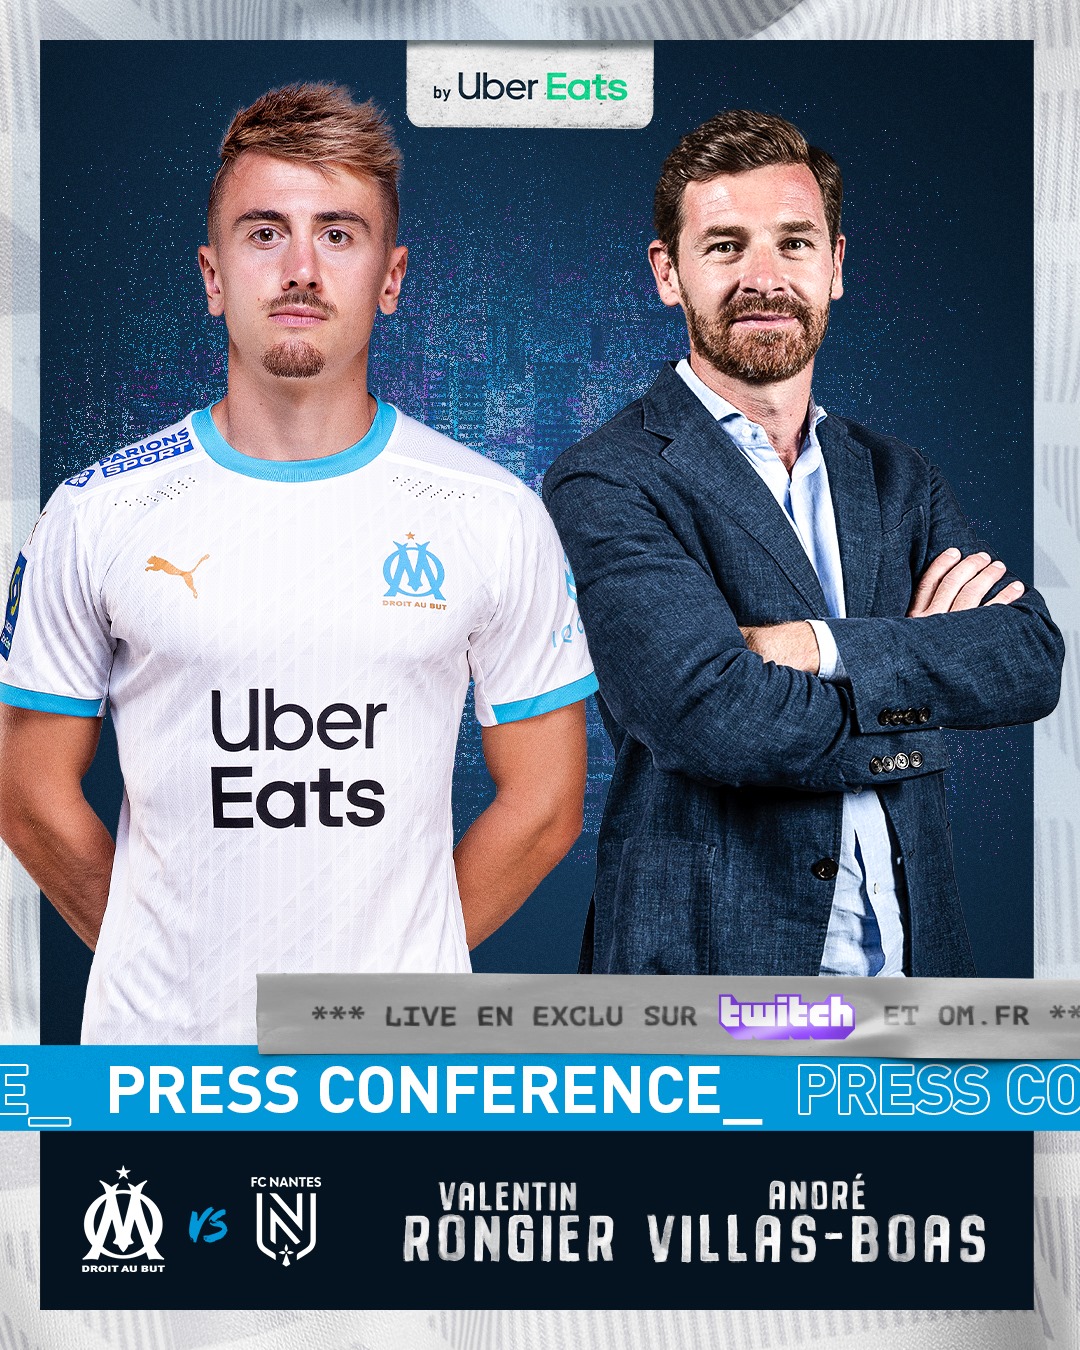 by Uber Eats
PARIONS
SPORT
DROIT AU BUT
Uber
Eats
*** LIVE EN EXCLU SUR twitch ET OM.FR **
E_ PRESS CONFERENCE_ PRESS CO
DROIT AU BUT
VS
FC NANTES
N
VALENTIN
RONGIER
ANDRÉ
VILLAS-BOAS